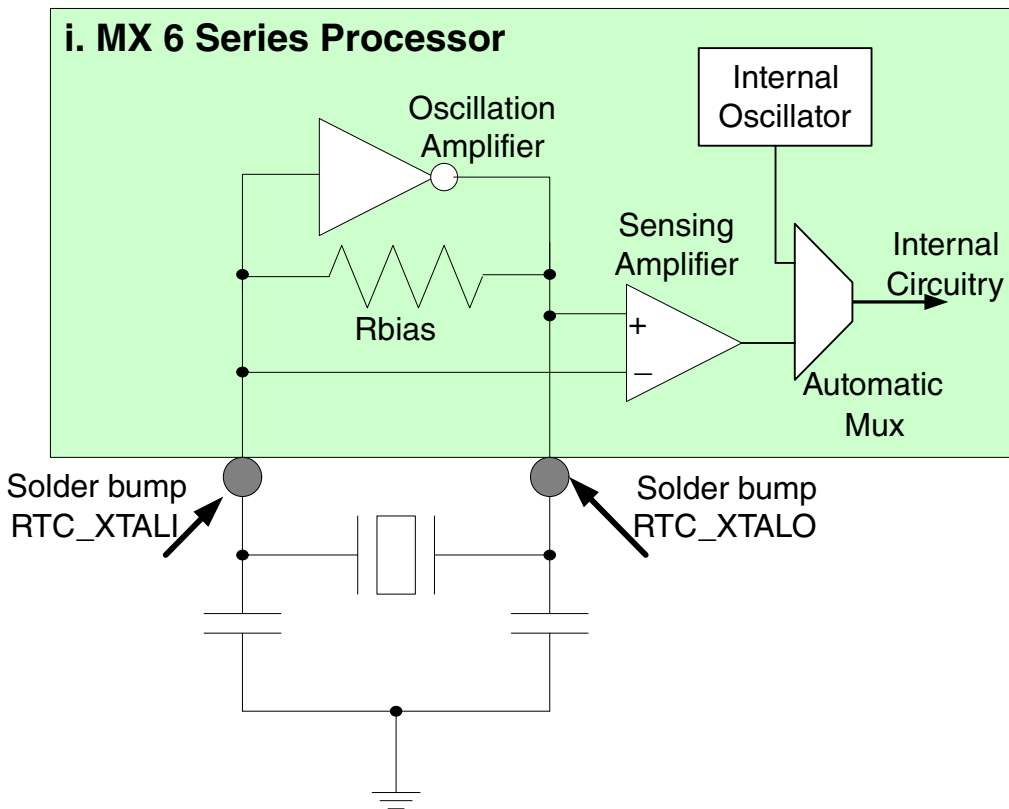 i. MX 6 Series Processor
Internal
Oscillator
Oscillation
Amplifier
Sensing
Amplifier
Internal
Circuitry
Rbias
+
–
Automatic
Mux
Solder bump
RTC_XTALI
Solder bump
RTC_XTALO